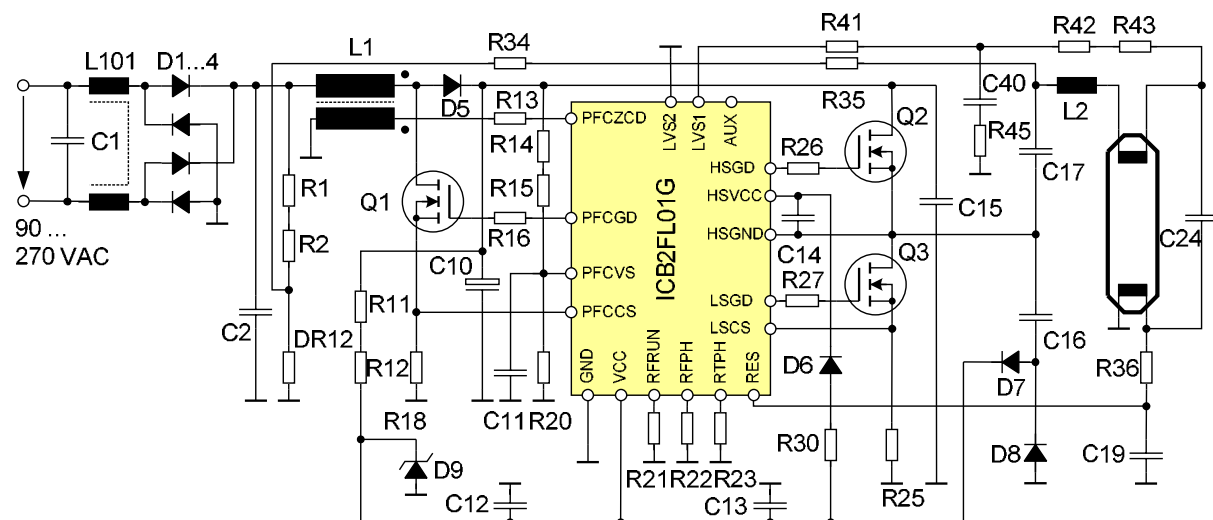 R41
R42 R43
R34
L1
L101 D1...4
C40
D5
R13
R35
Q2
L2
C1
PFCZCD
LVS2
LVS1
AUX
R14
R26
R45
HSGD
C17
R1
R15
Q1
HSVCC
ICB2FL01G
PFCGD
C15
90 ...
270 VAC
R2
R16
C14
HSGND
C24
C10
Q3
PFCVS
R27
R11
LSGD
PFCCS
C2
DR12
LSCS
C16
R12
GND
VCC
RFRUN
RFPH
RTPH
RES
D6
D7
R36
R18
C11 R20
R30
D8
C19
D9
R21 R22 R23
R25
C12
C13